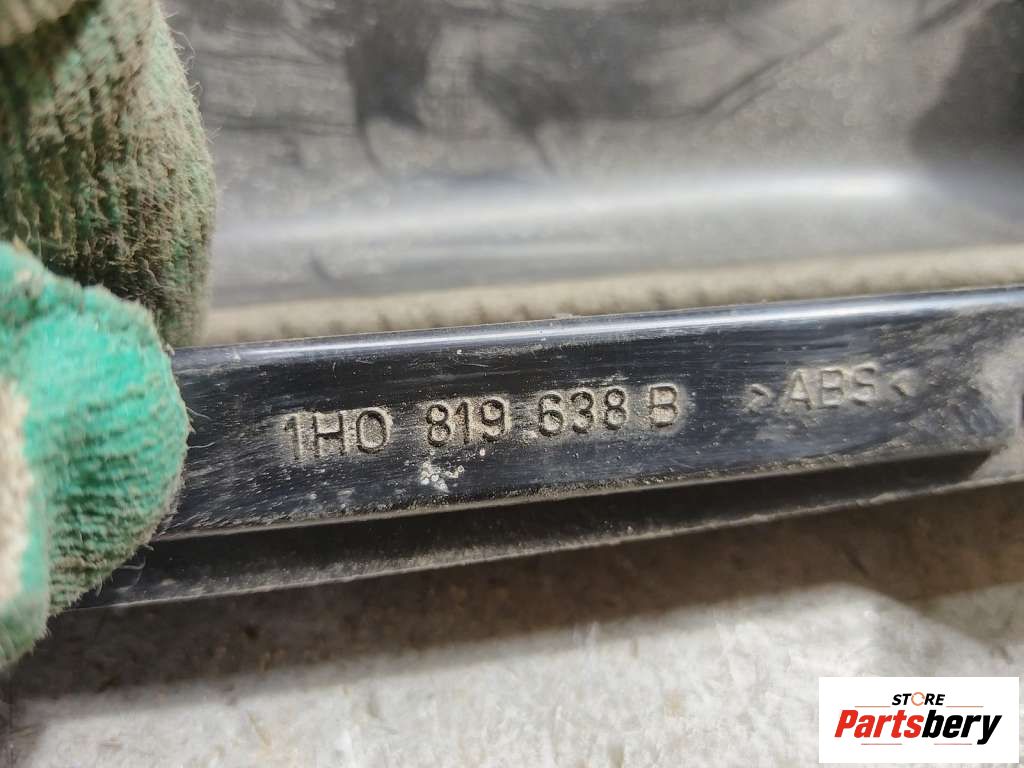 1H0 819 638 B >ABS<
STORE
Partsbery